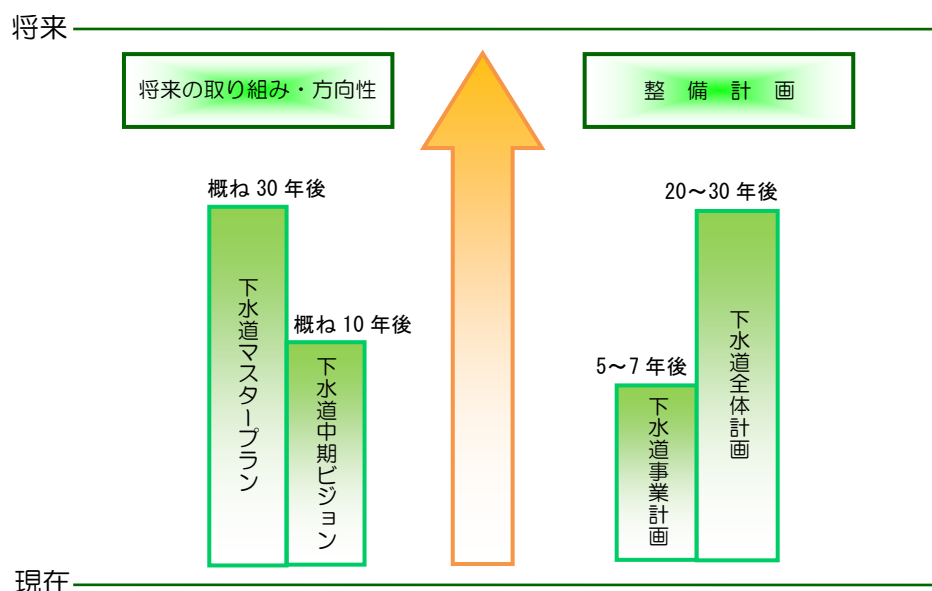 将来
将来の取り組み・方向性
整 備 計 画
概ね 30 年後
20～30 年後
下水道マスタープラン
概ね 10 年後
下水道中期ビジョン
5～7 年後
下水道事業計画
下水道全体計画
現在